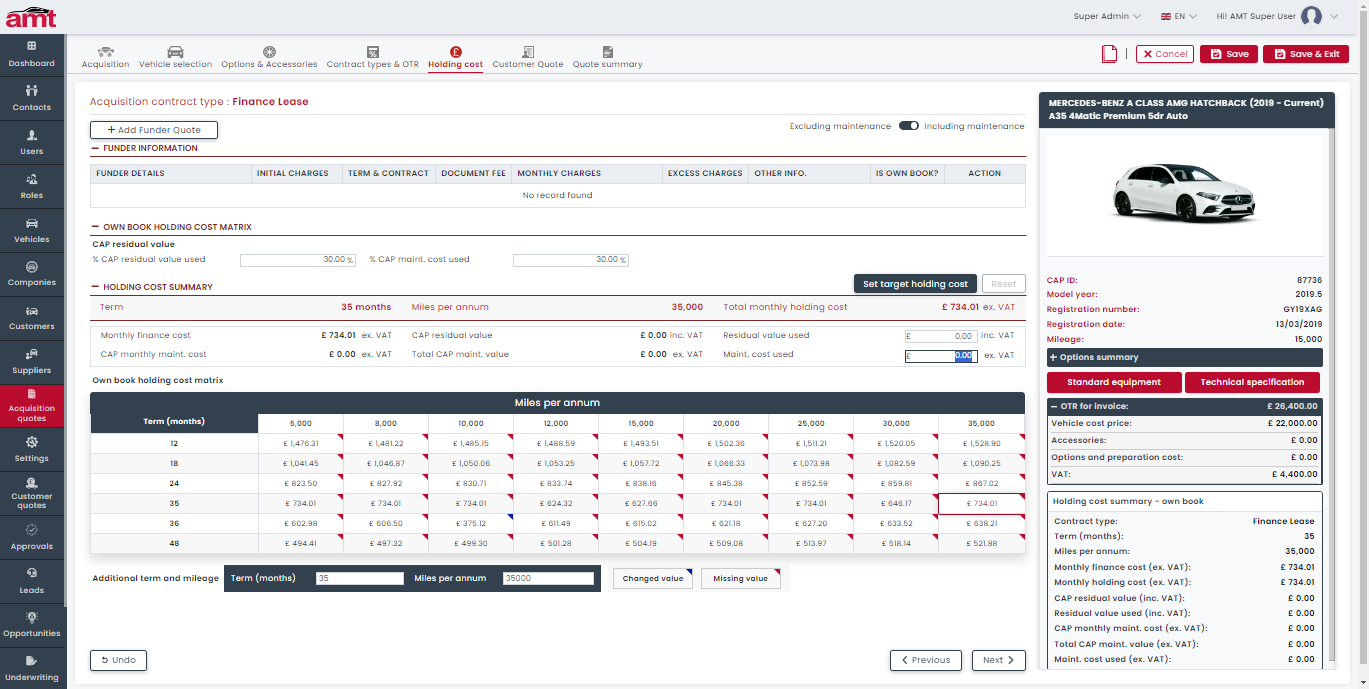 amt
Super Admin
EN
Hi! AMT Super User
Dashboard
Contacts
Users
Roles
Vehicles
Companies
Customers
Suppliers
Acquisition
quotes
Settings
Customer
quotes
Approvals
Leads
Opportunities
Underwriting
Acquisition Vehicle selection Options & Accessories Contract types & OTR Holding cost Customer Quote Quote summary
Cancel Save Save & Exit
Acquisition contract type : Finance Lease
+ Add Funder Quote
Excluding maintenance Including maintenance
FUNDER INFORMATION
FUNDER DETAILS INITIAL CHARGES TERM & CONTRACT DOCUMENT FEE MONTHLY CHARGES EXCESS CHARGES OTHER INFO. IS OWN BOOK? ACTION
No record found
OWN BOOK HOLDING COST MATRIX
CAP residual value
% CAP residual value used 30.00 % % CAP maint. cost used 30.00 %
HOLDING COST SUMMARY
Set target holding cost Reset
Term 35 months Miles per annum 35,000 Total monthly holding cost £ 734.01 ex. VAT
Monthly finance cost £ 734.01 ex. VAT CAP residual value £ 0.00 inc. VAT Residual value used £ 0.00 inc. VAT
CAP monthly maint. cost £ 0.00 ex. VAT Total CAP maint. value £ 0.00 ex. VAT Maint. cost used £ 0.00 ex. VAT
Own book holding cost matrix
Miles per annum
Term (months) 5,000 8,000 10,000 12,000 15,000 20,000 25,000 30,000 35,000
12 £ 1,476.31 £ 1,481.22 £ 1,485.15 £ 1,488.59 £ 1,493.51 £ 1,502.36 £ 1,511.21 £ 1,520.05 £ 1,528.90
18 £ 1,041.45 £ 1,046.87 £ 1,050.06 £ 1,053.25 £ 1,057.72 £ 1,066.33 £ 1,073.98 £ 1,082.59 £ 1,090.25
24 £ 823.50 £ 827.92 £ 830.71 £ 833.74 £ 838.16 £ 845.38 £ 852.59 £ 859.81 £ 867.02
35 £ 734.01 £ 734.01 £ 734.01 £ 624.32 £ 627.66 £ 734.01 £ 734.01 £ 646.17 £ 734.01
36 £ 602.98 £ 606.50 £ 375.12 £ 611.49 £ 615.02 £ 621.18 £ 627.20 £ 633.52 £ 638.21
48 £ 494.41 £ 497.32 £ 499.30 £ 501.28 £ 504.19 £ 509.08 £ 513.97 £ 518.14 £ 521.88
Additional term and mileage Term (months) 35 Miles per annum 35000 Changed value Missing value
Undo Previous Next
MERCEDES-BENZ A CLASS AMG HATCHBACK (2019 - Current)
A35 4Matic Premium 5dr Auto
CAP ID: 87736
Model year: 2019.5
Registration number: GY19XAG
Registration date: 13/03/2019
Mileage: 15,000
+ Options summary
Standard equipment Technical specification
OTR for invoice: £ 26,400.00
Vehicle cost price: £ 22,000.00
Accessories: £ 0.00
Options and preparation cost: £ 0.00
VAT: £ 4,400.00
Holding cost summary - own book
Contract type: Finance Lease
Term (months): 35
Miles per annum: 35,000
Monthly finance cost (ex. VAT): £ 734.01
Monthly holding cost (ex. VAT): £ 734.01
CAP residual value (inc. VAT): £ 0.00
Residual value used (inc. VAT): £ 0.00
CAP monthly maint. cost (ex. VAT): £ 0.00
Total CAP maint. value (ex. VAT): £ 0.00
Maint. cost used (ex. VAT): £ 0.00